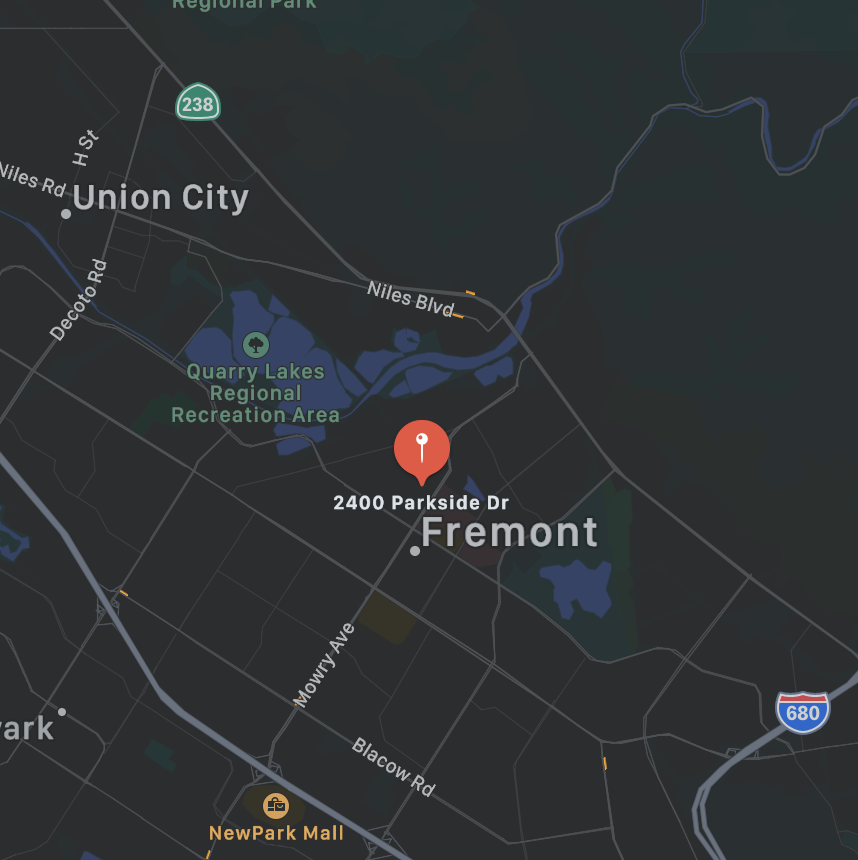 Regional Park
238
H St
Niles Rd
Union City
Decoto Rd
Niles Blvd
Quarry Lakes
Regional
Recreation Area
2400 Parkside Dr
Fremont
Mowry Ave
680
ark
Blacow Rd
NewPark Mall